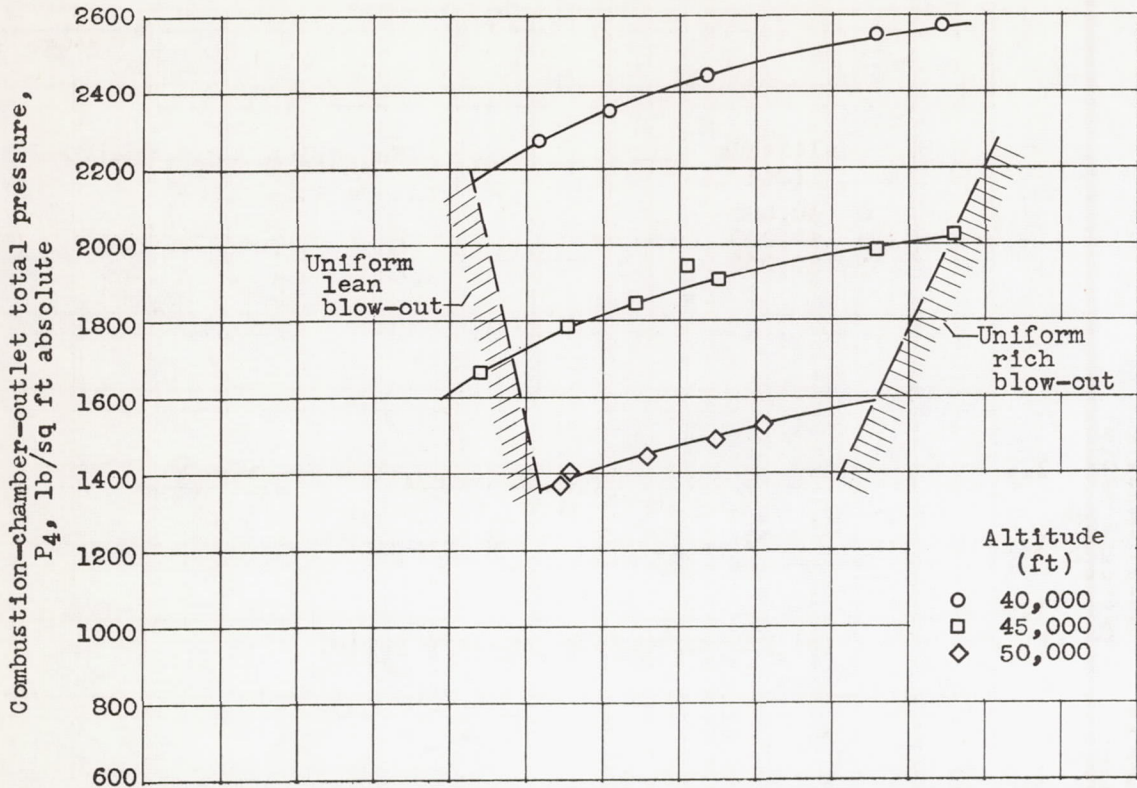 Combustion-chamber-outlet total pressure,
P4, lb/sq ft absolute
2600
2400
2200
2000
1800
1600
1400
1200
1000
800
600
Uniform
lean
blow-out
Uniform
rich
blow-out
Altitude
(ft)
40,000
45,000
50,000